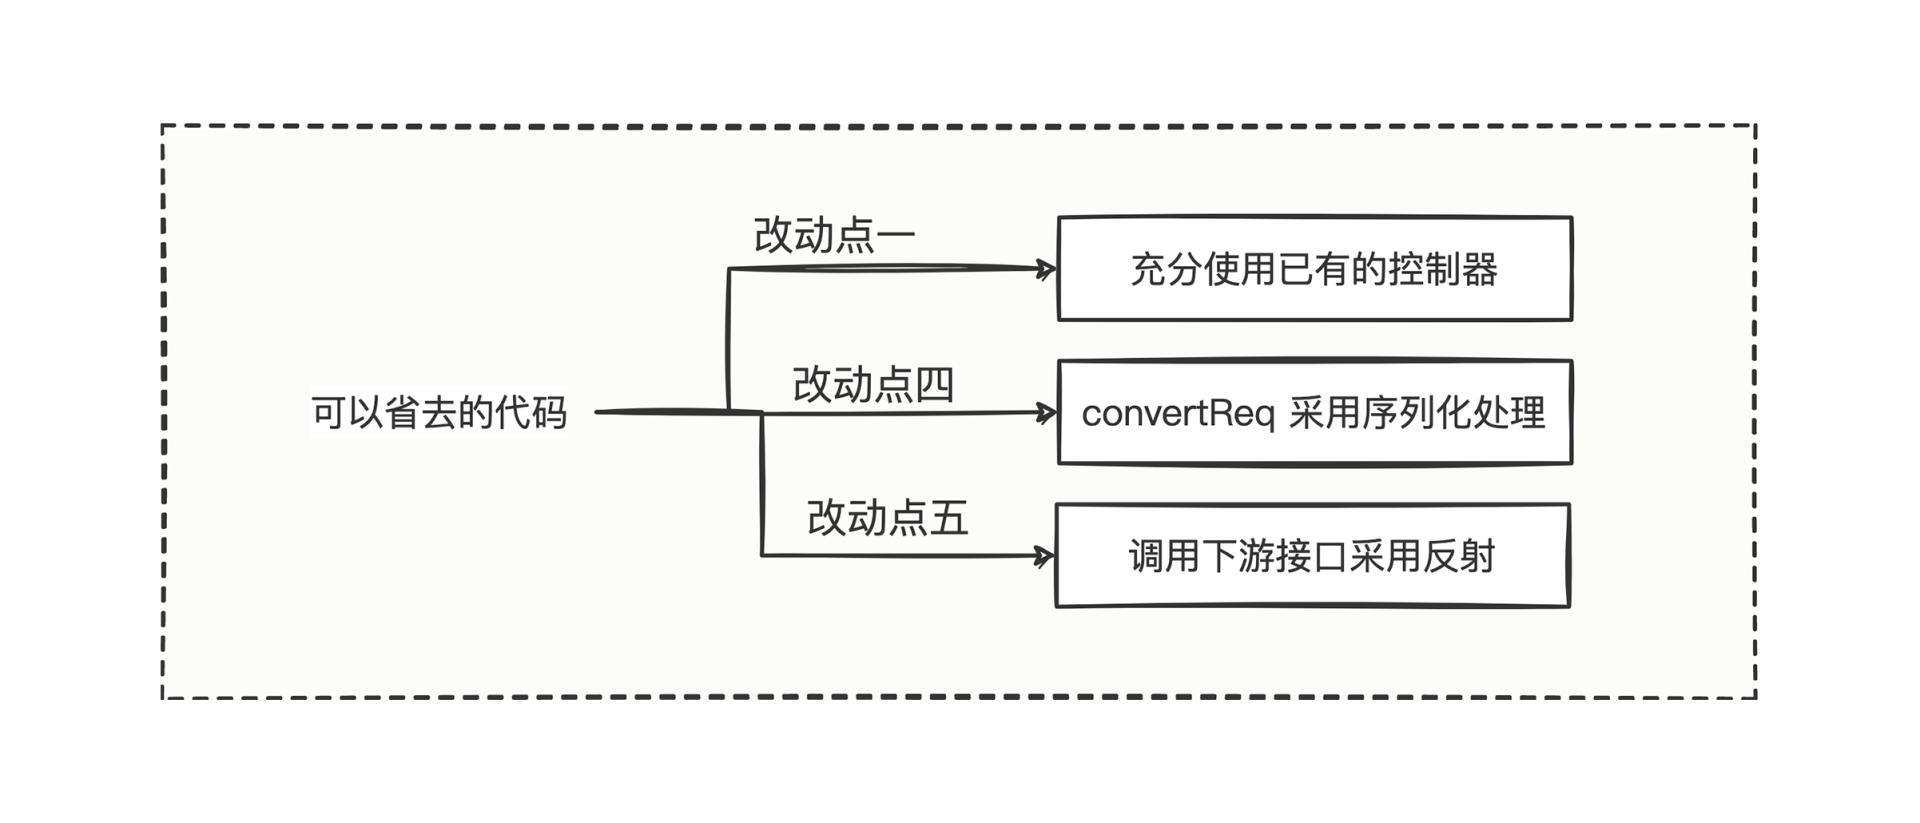 改动点一
充分使用已有的控制器
可以省去的代码
改动点四
convertReq 采用序列化处理
改动点五
调用下游接口采用反射